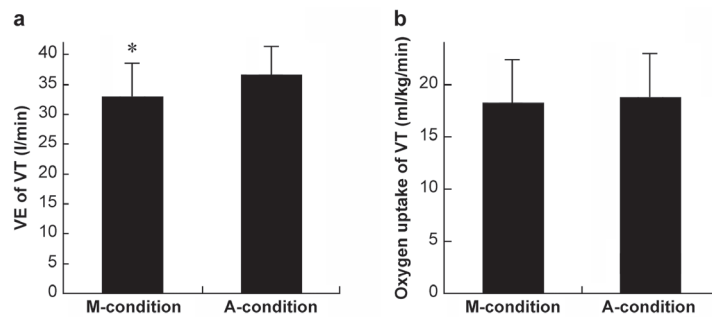 a
VE of VT (l/min)
40
35
30
25
20
15
10
5
0
*
M-condition
A-condition
b
Oxygen uptake of VT (ml/kg/min)
20
15
10
5
0
M-condition
A-condition